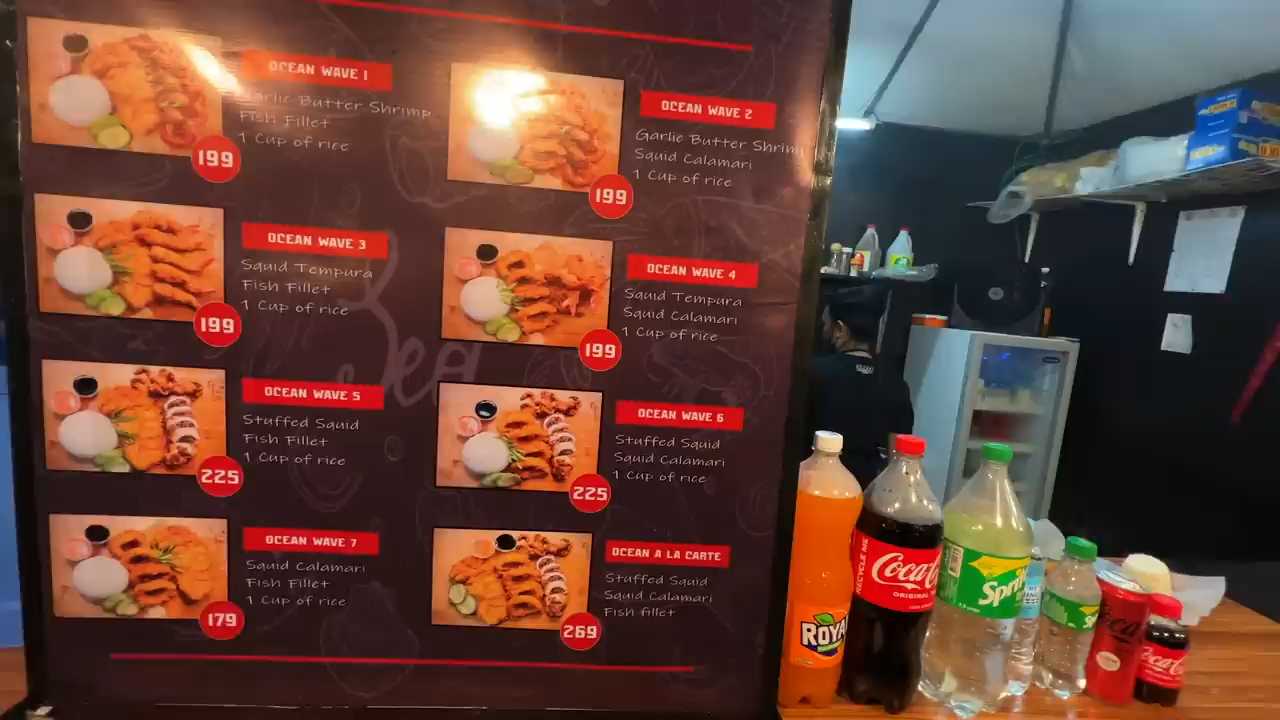 OCEAN WAVE 1
Garlic Butter Shrimp
Fish Fillet
1 Cup of rice
199
OCEAN WAVE 2
Garlic Butter Shrimp
Squid Calamari
1 Cup of rice
199
OCEAN WAVE 3
Squid Tempura
Fish Fillet
1 Cup of rice
199
OCEAN WAVE 4
Squid Tempura
Squid Calamari
1 Cup of rice
199
OCEAN WAVE 5
Stuffed Squid
Fish Fillet
1 Cup of rice
225
OCEAN WAVE 6
Stuffed Squid
Squid Calamari
1 Cup of rice
225
OCEAN WAVE 7
Squid Calamari
Fish Fillet
1 Cup of rice
179
OCEAN A LA CARTE
Stuffed Squid
Squid Calamari
Fish fillet
269
Sea
ROYAL
RECYCLE ME
Coca-Cola
ORIGINAL
Sprite
Coca-Cola